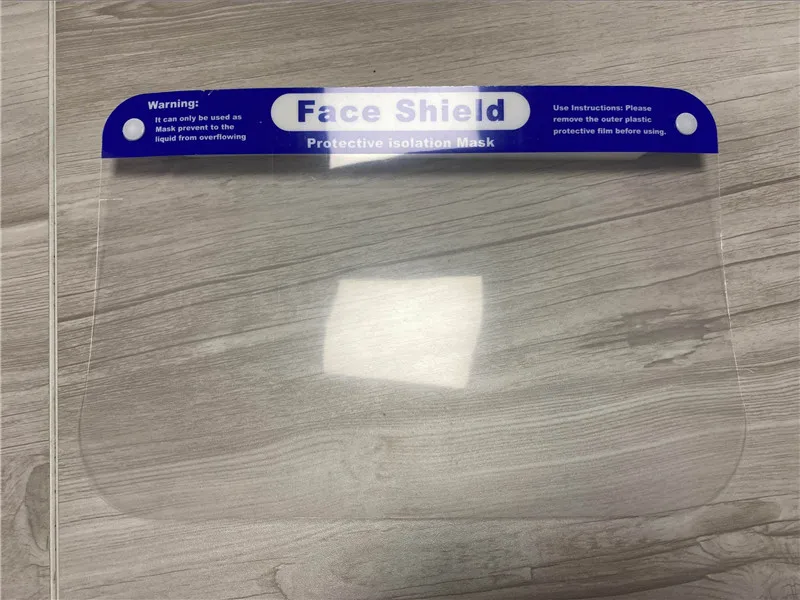 Warning:
It can only be used as
Mask prevent to the
liquid from overflowing
Face Shield
Protective isolation Mask
Use Instructions: Please
remove the outer plastic
protective film before using.